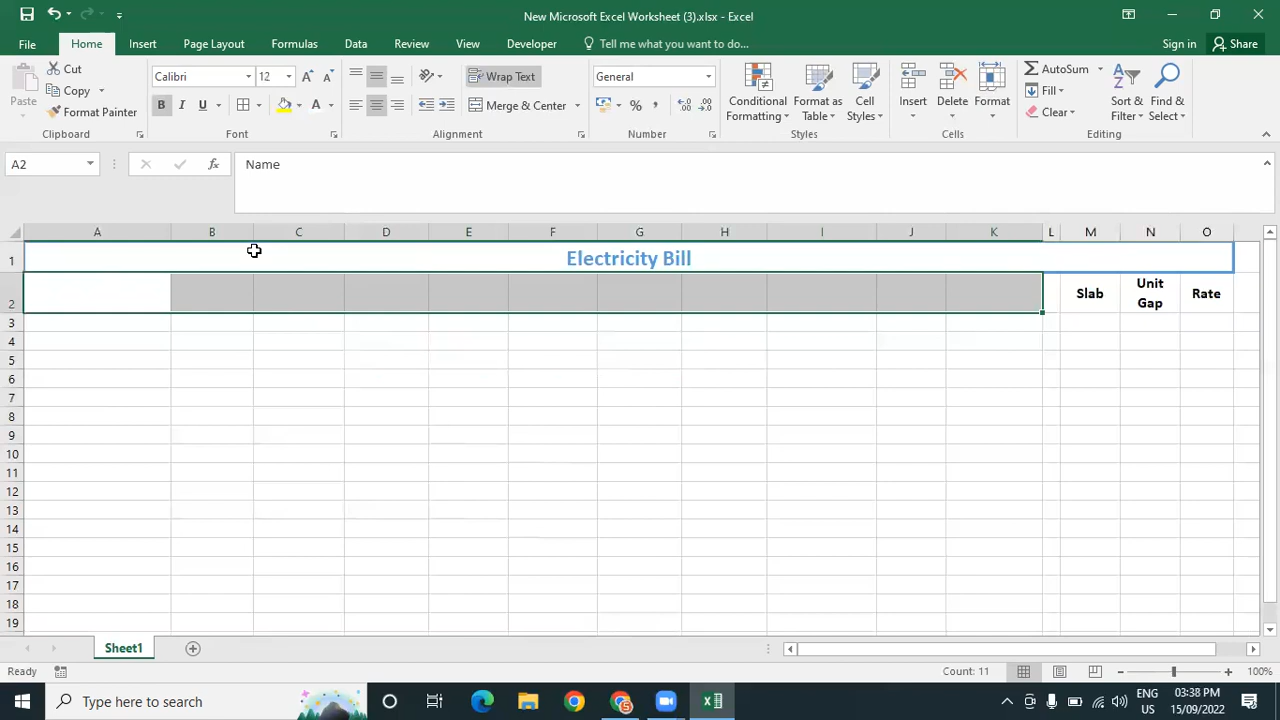 New Microsoft Excel Worksheet (3).xlsx - Excel
File Home Insert Page Layout Formulas Data Review View Developer Tell me what you want to do... Sign in Share
Paste
Cut
Copy
Format Painter
Clipboard
Calibri 12
B I U A A A
Font
Wrap Text
Merge & Center
Alignment
General
% ,
Number
Conditional Formatting
Format as Table
Cell Styles
Styles
Insert Delete Format
Cells
AutoSum
Fill
Clear
Sort & Filter
Find & Select
Editing
A2 fx Name
A B C D E F G H I J K L M N O
1 Electricity Bill
2 Slab Unit Gap Rate
3
4
5
6
7
8
9
10
11
12
13
14
15
16
17
18
19
Sheet1
Ready Count: 11 100%
Type here to search
ENG
US
03:38 PM
15/09/2022